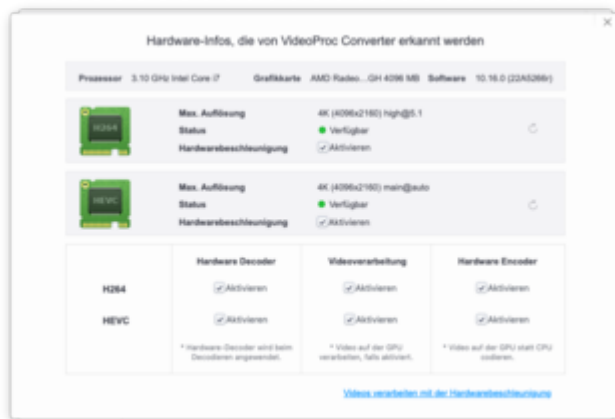 Hardware-Infos, die von VideoProc Converter erkannt werden
Prozessor 3.10 GHz Intel Core i7 Grafikkarte AMD Radeo...GH 4096 MB Software 10.16.0 (22A5266r)
H264
Max. Auflösung 4K (4096x2160) high@5.1
Status Verfügbar
Hardwarebeschleunigung Aktivieren
HEVC
Max. Auflösung 4K (4096x2160) main@auto
Status Verfügbar
Hardwarebeschleunigung Aktivieren
Hardware Decoder Videoverarbeitung Hardware Encoder
H264 Aktivieren Aktivieren Aktivieren
HEVC Aktivieren Aktivieren Aktivieren
* Hardware-Decoder wird beim * Video auf der GPU * Video auf der GPU statt CPU
Decodieren angewendet. verarbeiten, falls aktiviert. codieren.
Videos verarbeiten mit der Hardwarebeschleunigung